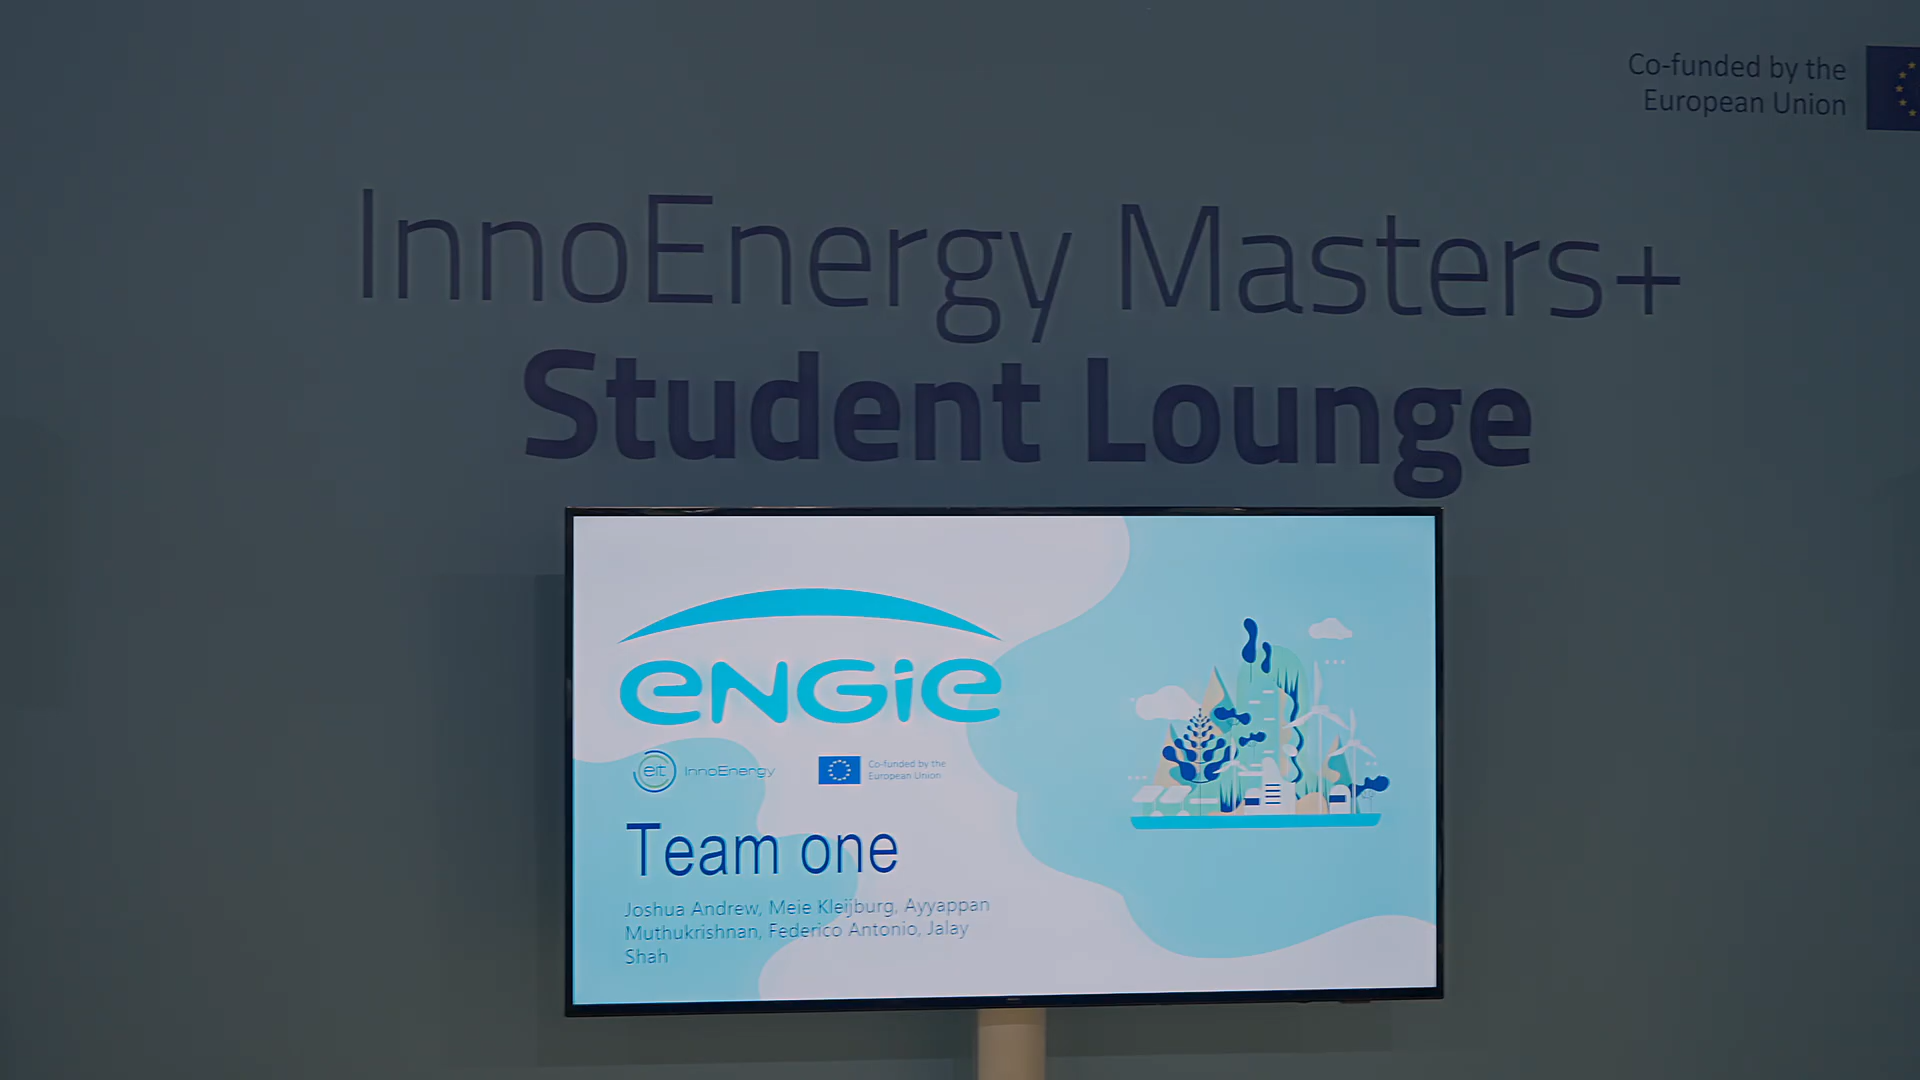 Co-funded by the
European Union
InnoEnergy Masters+
Student Lounge
ENGIE
eit InnoEnergy
Co-funded by the
European Union
Team one
Joshua Andrew, Meie Kleijburg, Ayyappan
Muthukrishnan, Federico Antonio, Jalay
Shah